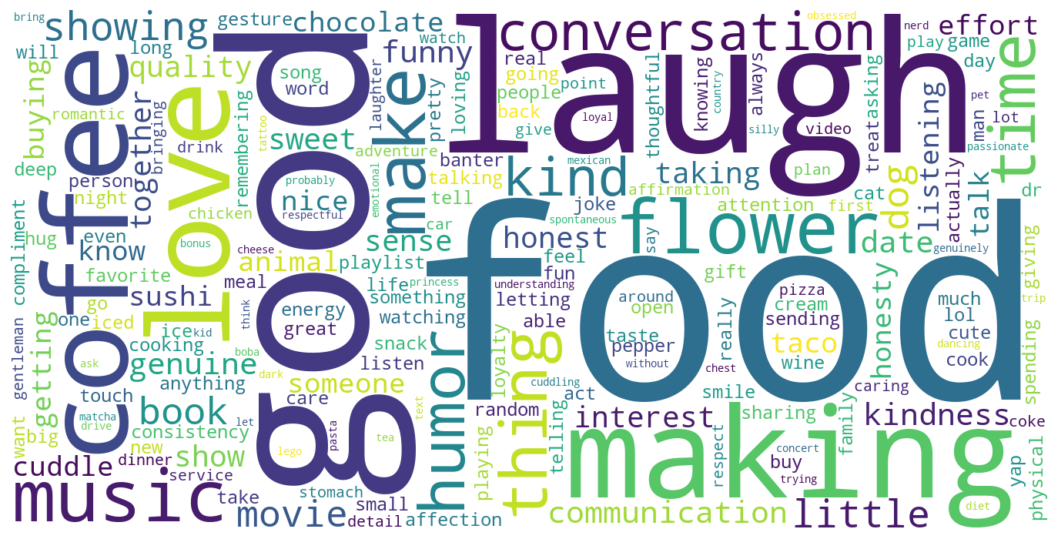 showing
gesture
chocolate
conversation
obsessed
effort
bring
will
long
funny
watch
laugh
nerd
play
game
day
time
coffee
quality
song
word
good
make
laughter
pretty
loving
real
going
people
back
give
point
loyal
thoughtful
knowing
country
silly
always
video
treat
asking
man
lot
pet
passionate
buying
romantic
deep
together
bringing
love
drink
remembering
tattoo
sweet
adventure
banter
talking
tell
kind
mexican
joke
taking
affirmation
plan
cat
first
dog
listening
actually
talk
dr
person
night
hug
even
know
chicken
probably
nice
respectful
emotional
car
sense
honest
spontaneous
feel
fun
flower
attention
say
date
genuinely
giving
compliment
favorite
bonus
animal
cheese
playlist
princess
life
something
understanding
letting
able
food
gift
really
open
around
taste
pepper
without
pizza
cream
sending
taco
wine
honesty
much
lol
cute
dancing
cook
trip
spending
gentleman
go
one
iced
sushi
ice
kid
cooking
meal
energy
great
think
watching
snack
listen
loyalty
thing
cuddling
act
chest
smile
caring
getting
ask
boba
genuine
anything
touch
dark
someone
care
humor
random
interest
sharing
family
kindness
coke
want
big
matcha
drive
book
consistency
let
new
pasta
text
tea
lego
playing
telling
making
respect
concert
buy
trying
yap
physical
cuddle
dinner
show
service
stomach
small
music
take
movie
detail
affection
communication
little
diet